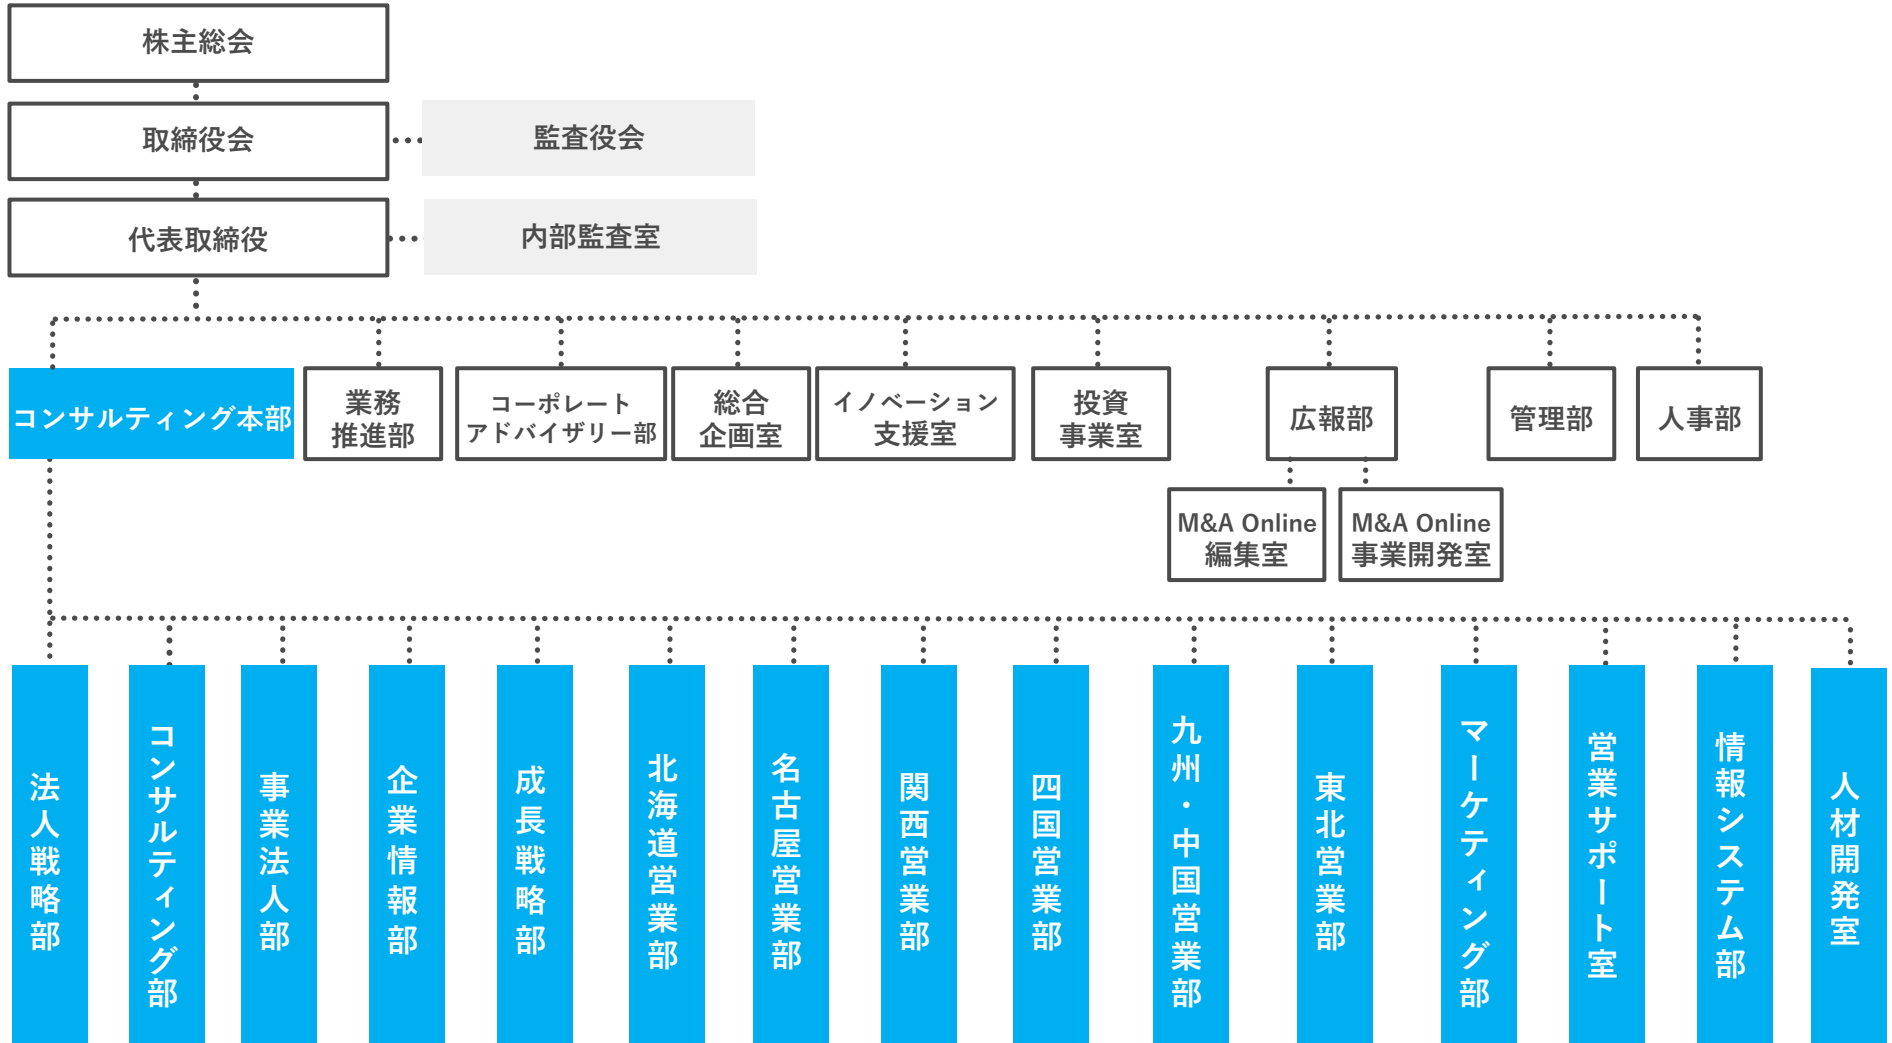 株主総会
取締役会
監査役会
代表取締役
内部監査室
コンサルティング本部
業務
推進部
コーポレート
アドバイザリー部
総合
企画室
イノベーション
支援室
投資
事業室
広報部
管理部
人事部
M&A Online
編集室
M&A Online
事業開発室
法人戦略部
コンサルティング部
事業法人部
企業情報部
成長戦略部
北海道営業部
名古屋営業部
関西営業部
四国営業部
九州・中国営業部
東北営業部
マーケティング部
営業サポート室
情報システム部
人材開発室